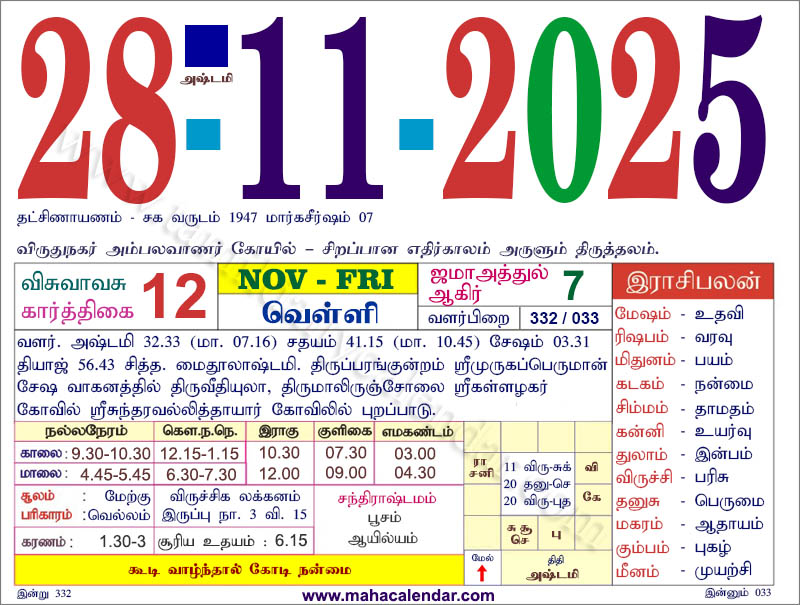 28-11-2025
அஷ்டமி
தட்சிணாயணம் - சக வருடம் 1947 மார்கசீர்ஷம் 07
விருதுநகர் அம்பலவாணர் கோயில் – சிறப்பான எதிர்காலம் அருளும் திருத்தலம்.
விசுவாவசு
கார்த்திகை 12
NOV - FRI
வெள்ளி
ஜமாஅத்துல்
ஆகிர் 7
வளர்பிறை 332 / 033
வளர். அஷ்டமி 32.33 (மா. 07.16) சதயம் 41.15 (மா. 10.45) சேஷம் 03.31
தியாஜ் 56.43 சித்த. மைதூலாஷ்டமி. திருப்பரங்குன்றம் ஸ்ரீமுருகப்பெருமான்
சேஷ வாகனத்தில் திருவீதியுலா, திருமாலிருஞ்சோலை ஸ்ரீகள்ளழகர்
கோவில் ஸ்ரீசுந்தரவல்லித்தாயார் கோவிலில் புறப்பாடு.
நல்லநேரம் கௌ.ந.நெ. இராகு குளிகை எமகண்டம்
காலை: 9.30-10.30 12.15-1.15 10.30 07.30 03.00
மாலை: 4.45-5.45 6.30-7.30 12.00 09.00 04.30
சூலம் : மேற்கு
பரிகாரம் : வெல்லம்
விருச்சிக லக்கனம்
இருப்பு நா. 3 வி. 15
கரணம் : 1.30-3 சூரிய உதயம் : 6.15
சந்திராஷ்டமம்
பூசம்
ஆயில்யம்
கூடி வாழ்ந்தால் கோடி நன்மை
ரா
சனி
11 விரு-சுக்
20 தனு-செ
20 விரு-புத
வி
கே
சு சூ
செ
பு
மேல்
திதி
அஷ்டமி
இராசிபலன்
மேஷம் - உதவி
ரிஷபம் - வரவு
மிதுனம் - பயம்
கடகம் - நன்மை
சிம்மம் - தாமதம்
கன்னி - உயர்வு
துலாம் - இன்பம்
விருச்சி - பரிசு
தனுசு - பெருமை
மகரம் - ஆதாயம்
கும்பம் - புகழ்
மீனம் - முயற்சி
இன்று 332
www.mahacalendar.com
இன்னும் 033